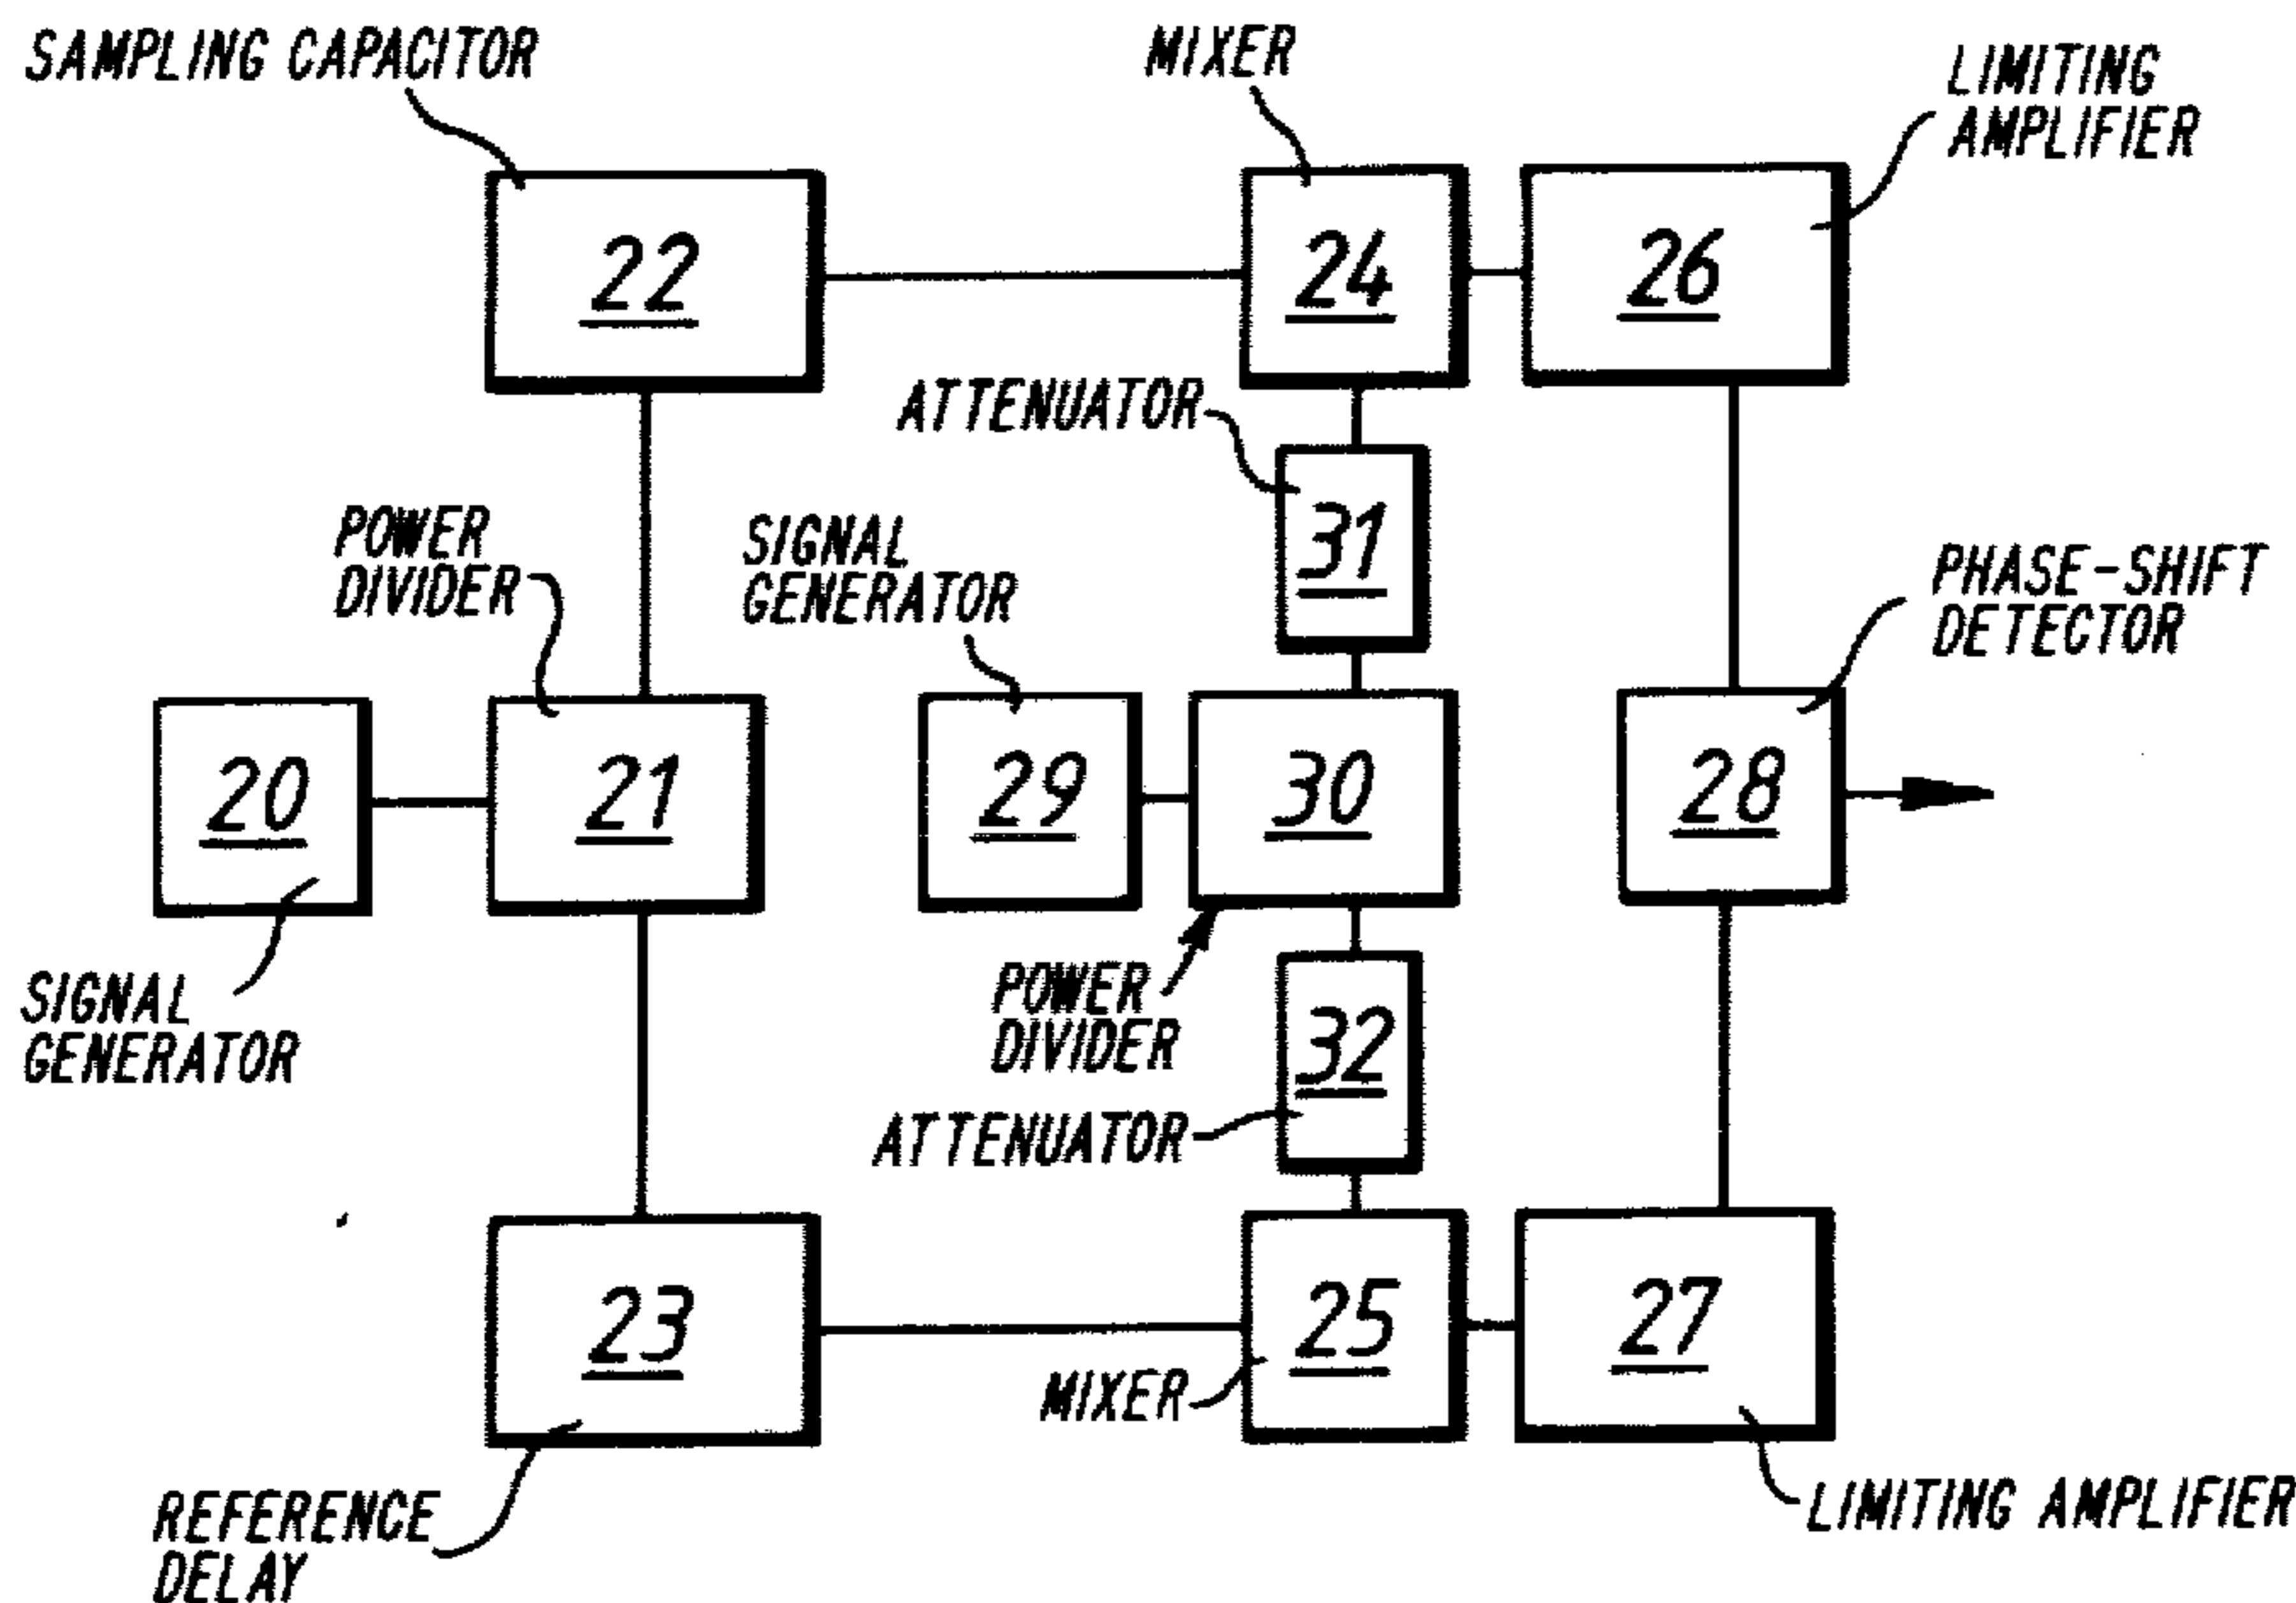 SAMPLING CAPACITOR
MIXER
LIMITING
AMPLIFIER
22
24
26
ATTENUATOR
31
POWER
DIVIDER
SIGNAL
GENERATOR
PHASE-SHIFT
DETECTOR
20
21
29
30
28
SIGNAL
GENERATOR
POWER
DIVIDER
32
ATTENUATOR
23
25
27
MIXER
REFERENCE
DELAY
LIMITING AMPLIFIER